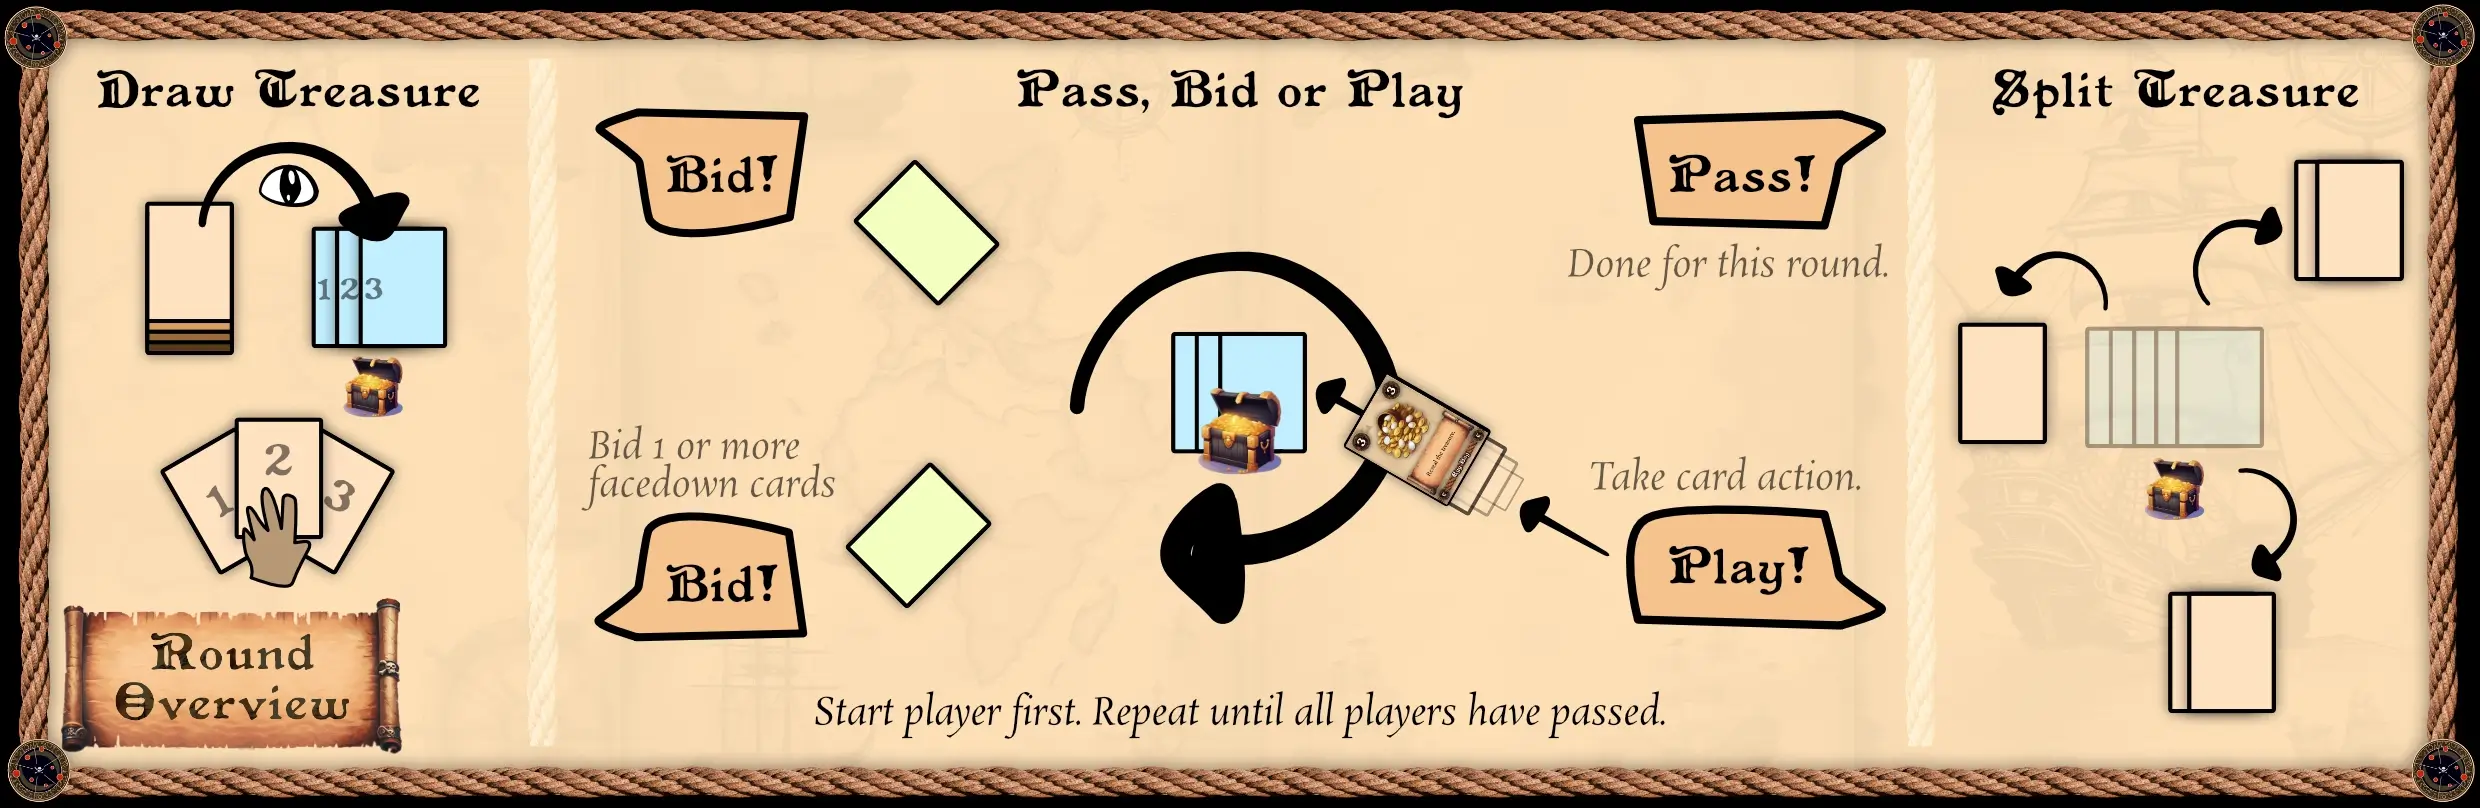 Draw Treasure
1 2 3
1 2 3
Round
Overview
Pass, Bid or Play
Bid!
Pass!
Done for this round.
Bid 1 or more
facedown cards
Bid!
3
3
Take card action.
Play!
Start player first. Repeat until all players have passed.
Split Treasure